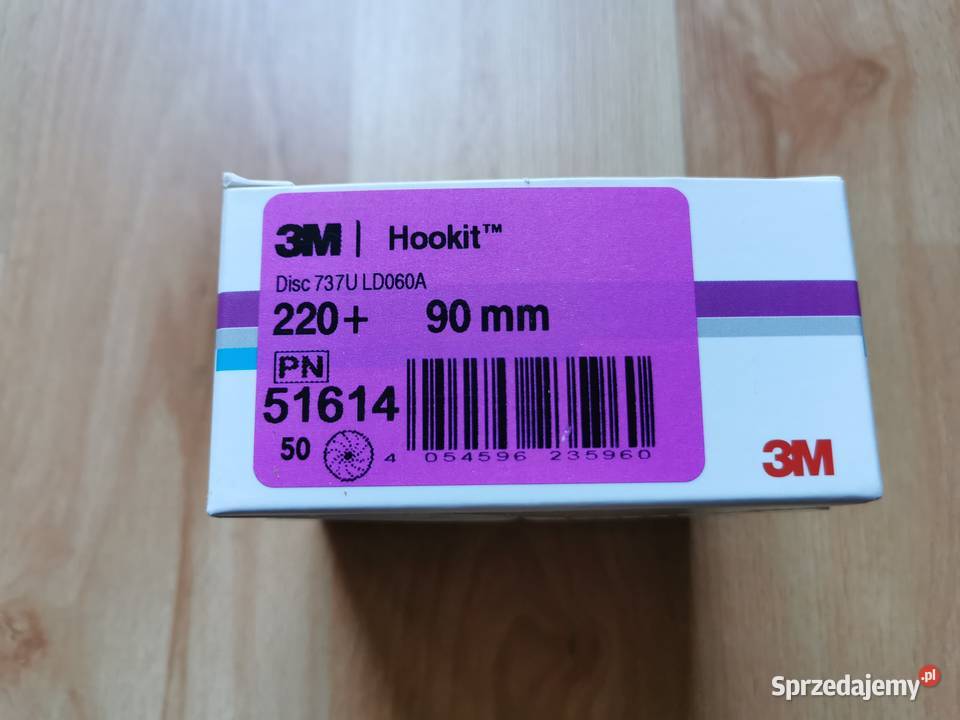 3M | Hookit™
Disc 737U LD060A
220+ 90 mm
PN
51614
50
4 054596 235960
3M
Sprzedajemy.pl